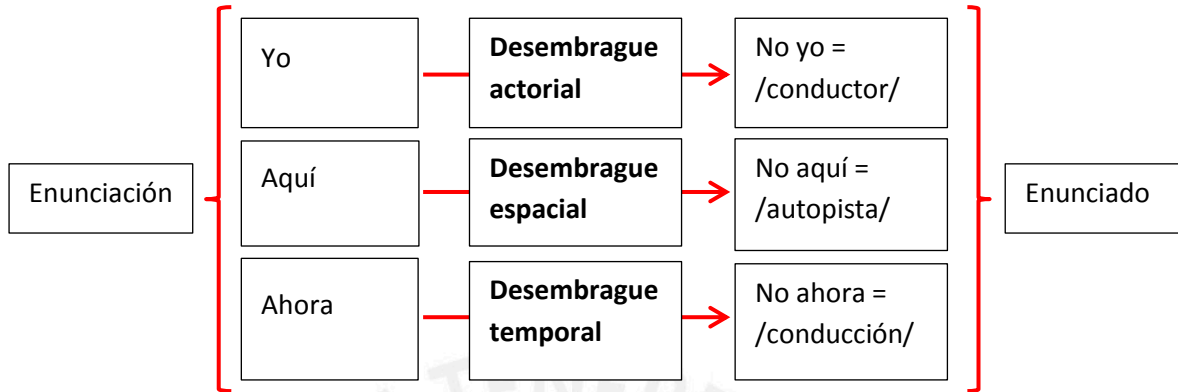 Enunciación
Yo
Desembrague
actorial
No yo =
/conductor/
Aquí
Desembrague
espacial
No aquí =
/autopista/
Ahora
Desembrague
temporal
No ahora =
/conducción/
Enunciado